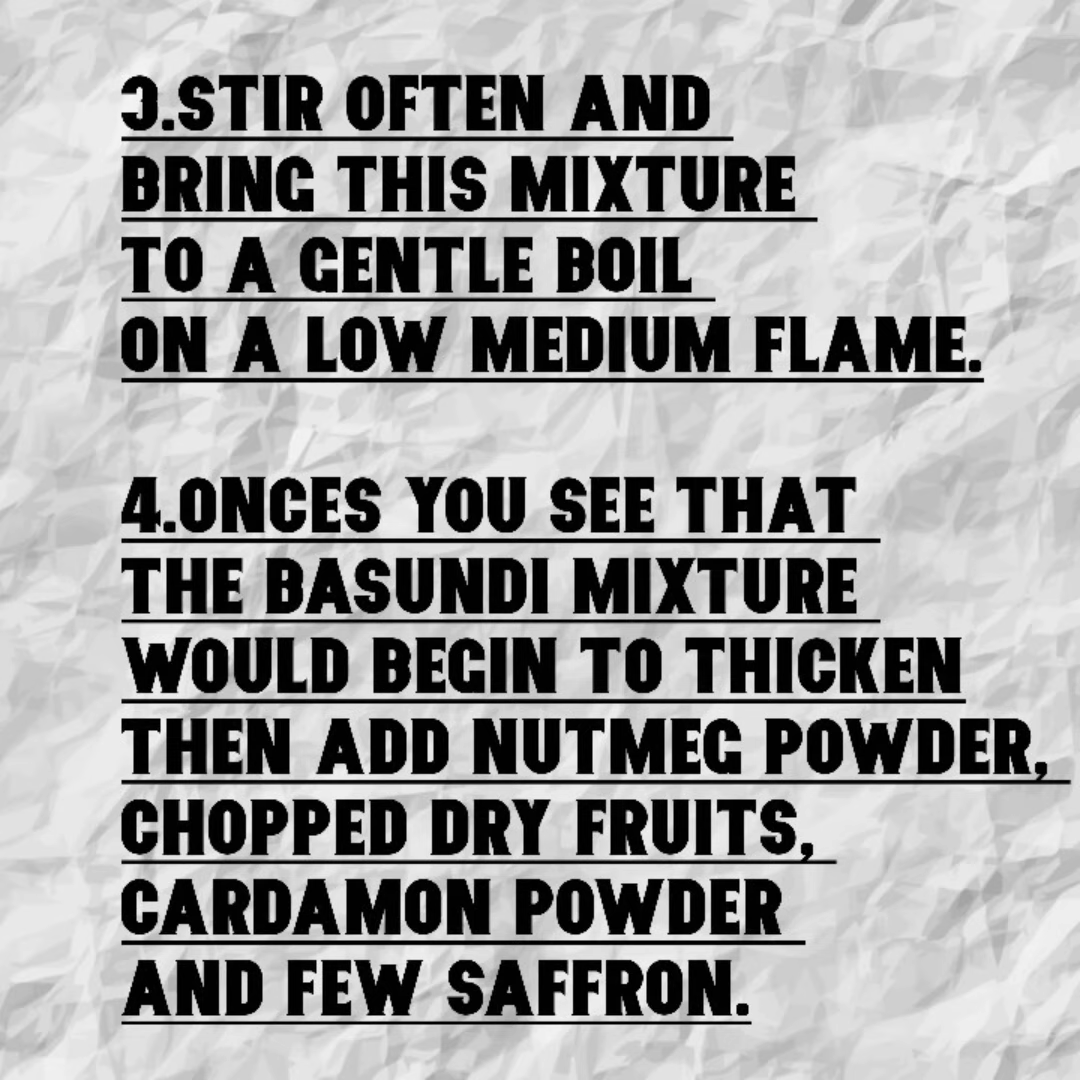 3.STIR OFTEN AND
BRING THIS MIXTURE
TO A GENTLE BOIL
ON A LOW MEDIUM FLAME.
4.ONCES YOU SEE THAT
THE BASUNDI MIXTURE
WOULD BEGIN TO THICKEN
THEN ADD NUTMEG POWDER,
CHOPPED DRY FRUITS,
CARDAMON POWDER
AND FEW SAFFRON.